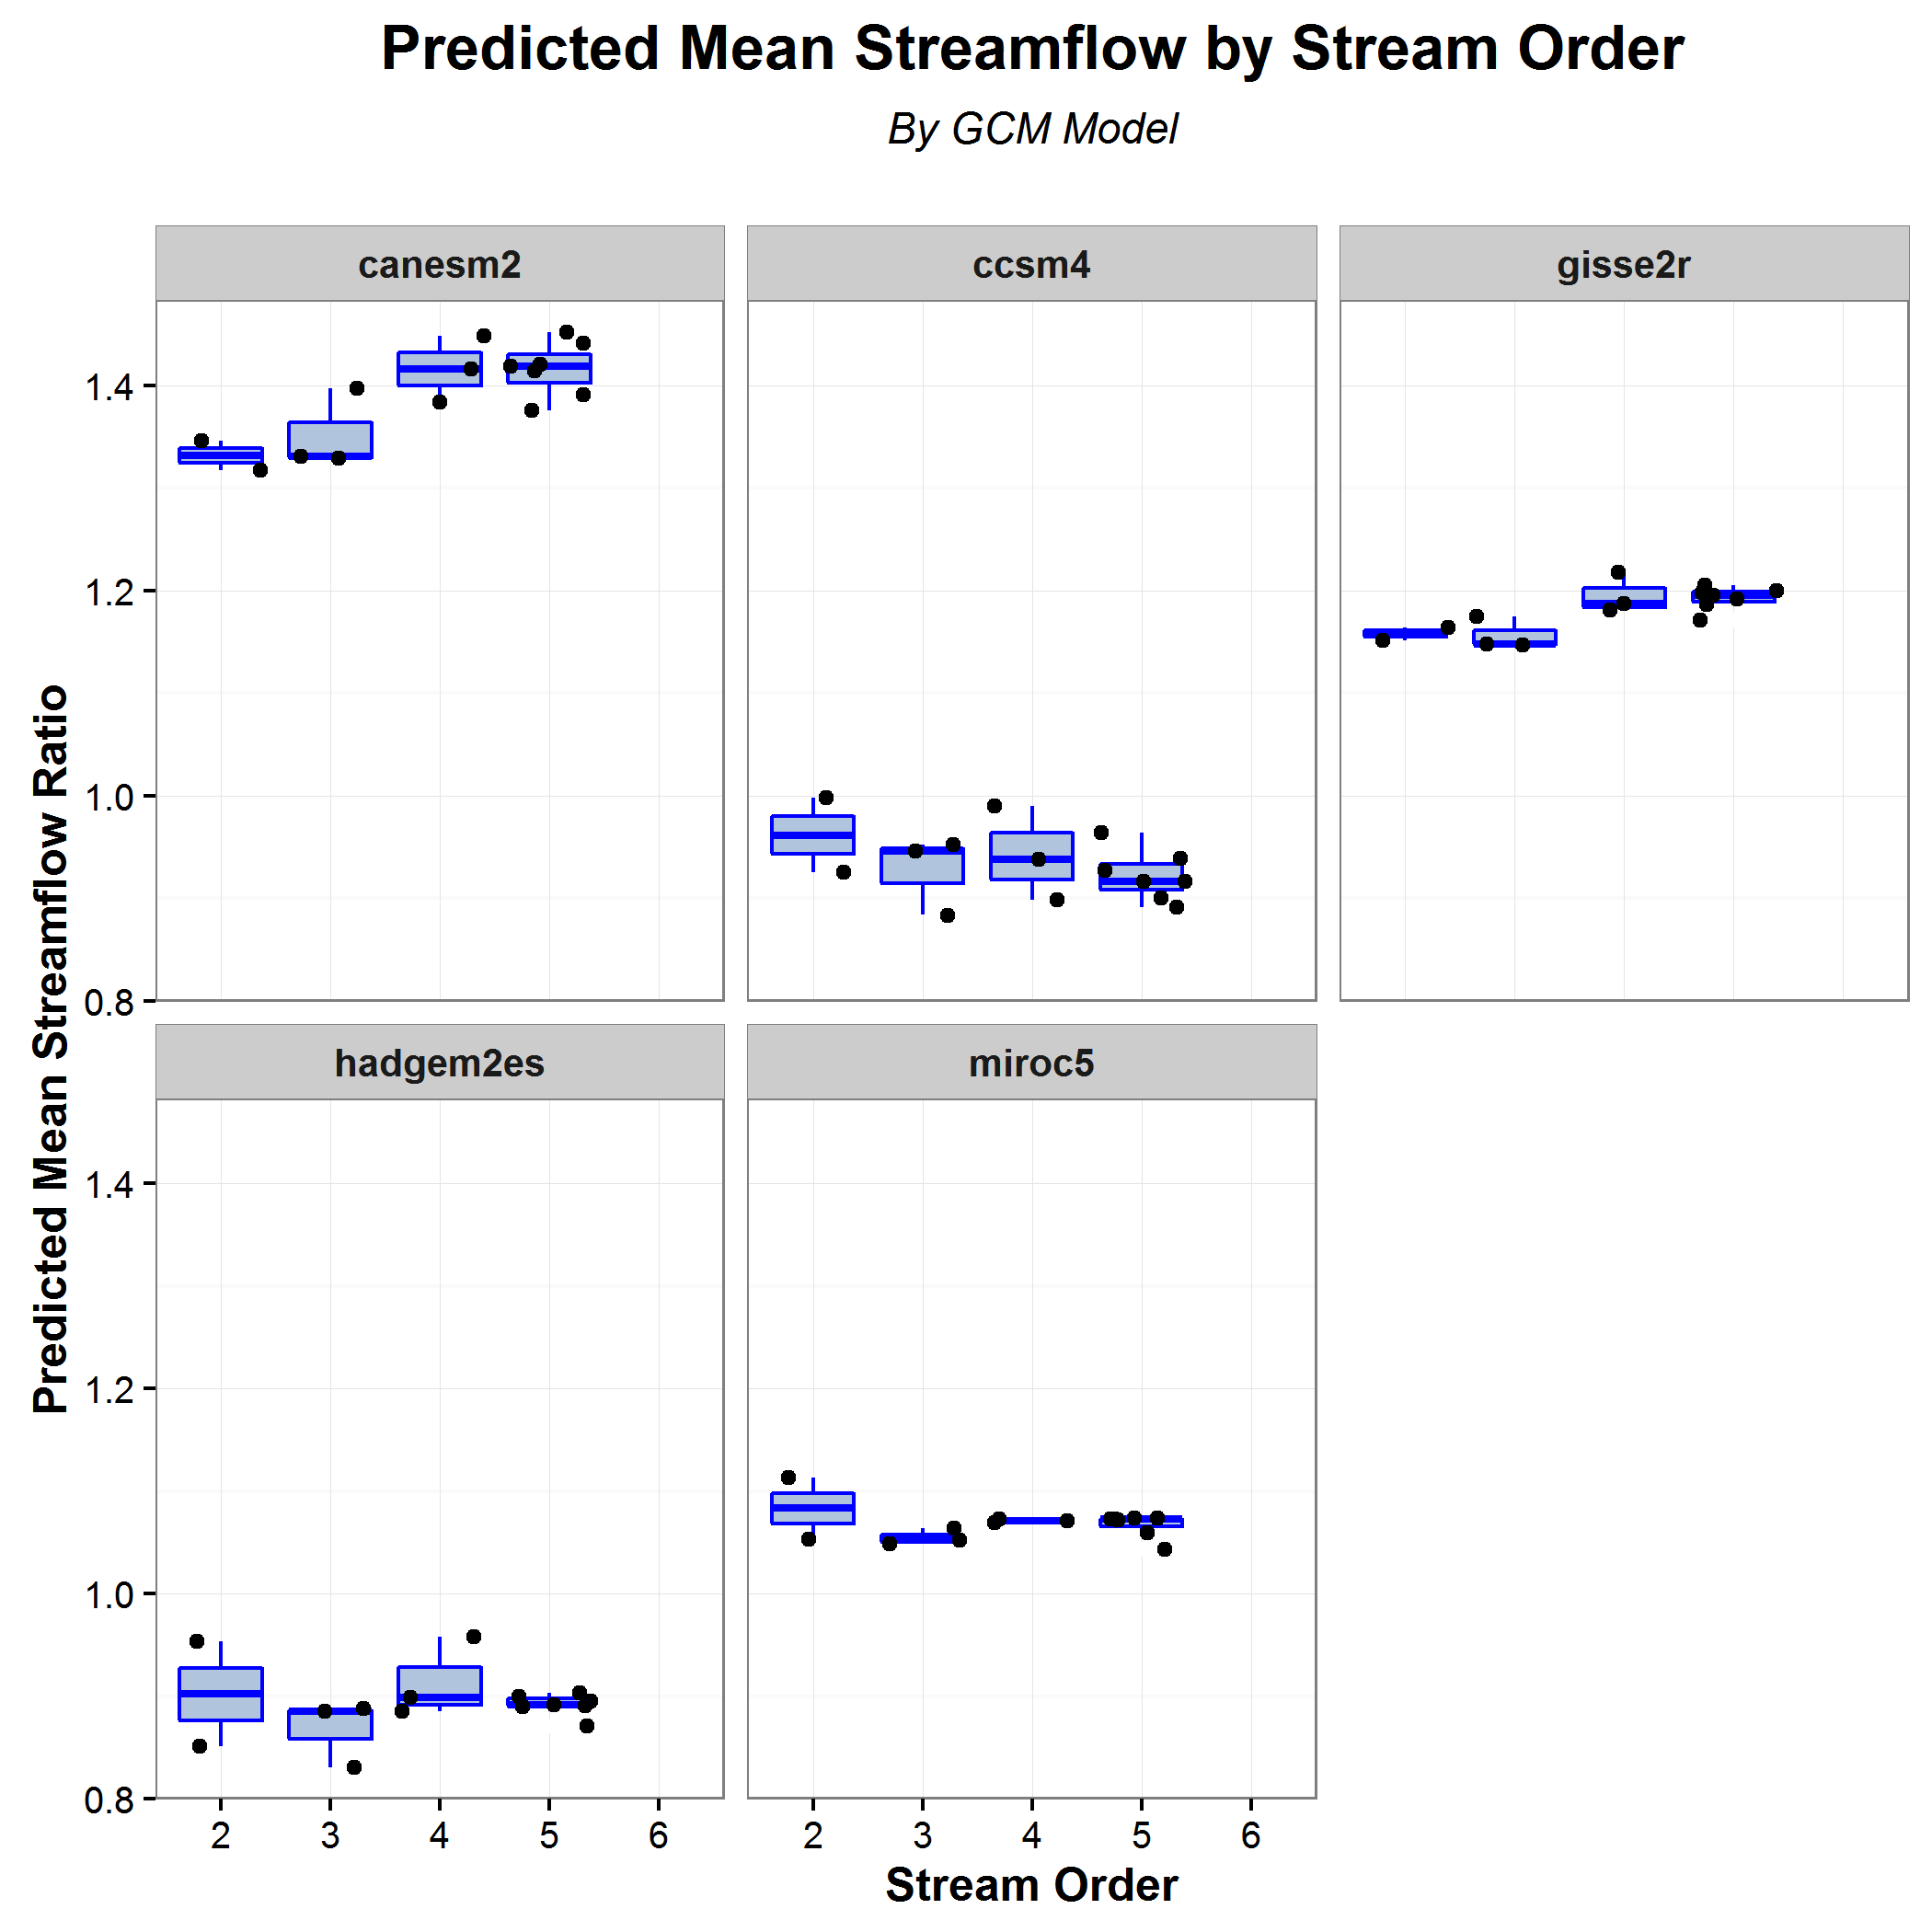 Predicted Mean Streamflow by Stream Order
By GCM Model
canesm2
ccsm4
gisse2r
1.4
1.2
1.0
0.8
Predicted Mean Streamflow Ratio
hadgem2es
miroc5
1.4
1.2
1.0
0.8
2 3 4 5 6
2 3 4 5 6
Stream Order